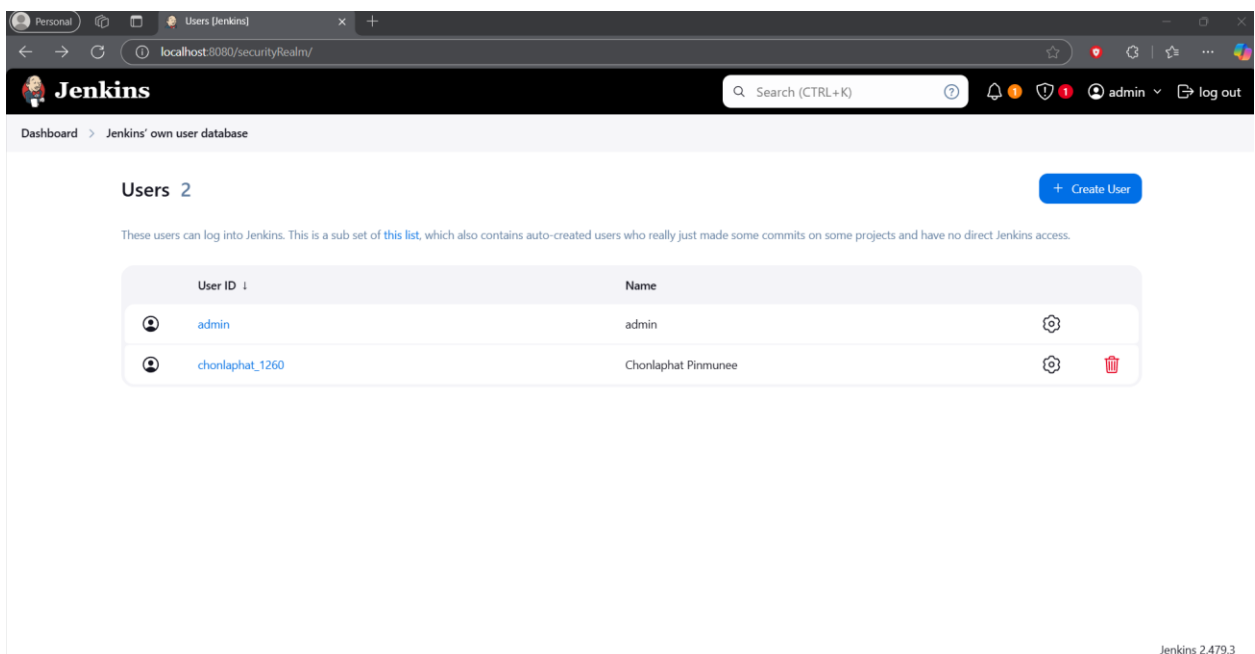 Personal
Users [Jenkins]
localhost:8080/securityRealm/
Jenkins
Search (CTRL+K)
1
1
admin
log out
Dashboard > Jenkins' own user database
Users 2
+ Create User
These users can log into Jenkins. This is a sub set of this list, which also contains auto-created users who really just made some commits on some projects and have no direct Jenkins access.
User ID ↓ Name
admin admin
chonlaphat_1260 Chonlaphat Pinmunee
Jenkins 2.479.3